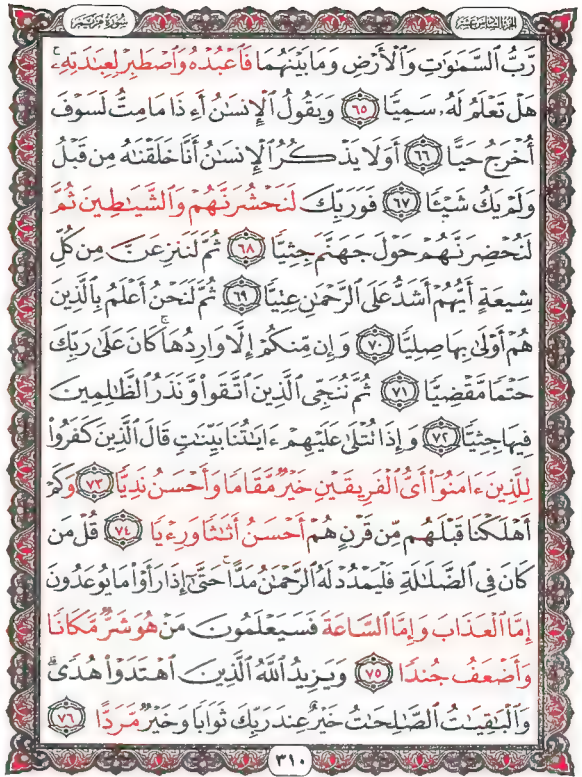 الجزء السادس عشر
سورة مريم
رَّبُّ ٱلسَّمَٰوَٰتِ وَٱلْأَرْضِ وَمَا بَيْنَهُمَا فَٱعْبُدْهُ وَٱصْطَبِرْ لِعِبَٰدَتِهِۦۚ
هَلْ تَعْلَمُ لَهُۥ سَمِيًّا ٦٥ وَيَقُولُ ٱلْإِنسَٰنُ أَءِذَا مَا مِتُّ لَسَوْفَ
أُخْرَجُ حَيًّا ٦٦ أَوَلَا يَذْكُرُ ٱلْإِنسَٰنُ أَنَّا خَلَقْنَٰهُ مِن قَبْلُ
وَلَمْ يَكُ شَيْـًٔا ٦٧ فَوَرَبِّكَ لَنَحْشُرَنَّهُمْ وَٱلشَّيَٰطِينَ ثُمَّ
لَنُحْضِرَنَّهُمْ حَوْلَ جَهَنَّمَ جِثِيًّا ٦٨ ثُمَّ لَنَنزِعَنَّ مِن كُلِّ
شِيعَةٍ أَيُّهُمْ أَشَدُّ عَلَى ٱلرَّحْمَٰنِ عِتِيًّا ٦٩ ثُمَّ لَنَحْنُ أَعْلَمُ بِٱلَّذِينَ
هُمْ أَوْلَىٰ بِهَا صِلِيًّا ٧٠ وَإِن مِّنكُمْ إِلَّا وَارِدُهَاۚ كَانَ عَلَىٰ رَبِّكَ
حَتْمًا مَّقْضِيًّا ٧١ ثُمَّ نُنَجِّى ٱلَّذِينَ ٱتَّقَوا۟ وَّنَذَرُ ٱلظَّٰلِمِينَ
فِيهَا جِثِيًّا ٧٢ وَإِذَا تُتْلَىٰ عَلَيْهِمْ ءَايَٰتُنَا بَيِّنَٰتٍ قَالَ ٱلَّذِينَ كَفَرُوا۟
لِلَّذِينَ ءَامَنُوٓا۟ أَىُّ ٱلْفَرِيقَيْنِ خَيْرٌ مَّقَامًا وَأَحْسَنُ نَدِيًّا ٧٣ وَكَمْ
أَهْلَكْنَا قَبْلَهُم مِّن قَرْنٍ هُمْ أَحْسَنُ أَثَٰثًا وَرِءْيًا ٧٤ قُلْ مَن
كَانَ فِى ٱلضَّلَٰلَةِ فَلْيَمْدُدْ لَهُ ٱلرَّحْمَٰنُ مَدًّاۚ حَتَّىٰٓ إِذَا رَأَوْا۟ مَا يُوعَدُونَ
إِمَّا ٱلْعَذَابَ وَإِمَّا ٱلسَّاعَةَ فَسَيَعْلَمُونَ مَنْ هُوَ شَرٌّ مَّكَانًا
وَأَضْعَفُ جُندًا ٧٥ وَيَزِيدُ ٱللَّهُ ٱلَّذِينَ ٱهْتَدَوْا۟ هُدًىۗ
وَٱلْبَٰقِيَٰتُ ٱلصَّٰلِحَٰتُ خَيْرٌ عِندَ رَبِّكَ ثَوَابًا وَخَيْرٌ مَّرَدًّا ٧٦
٣١٠